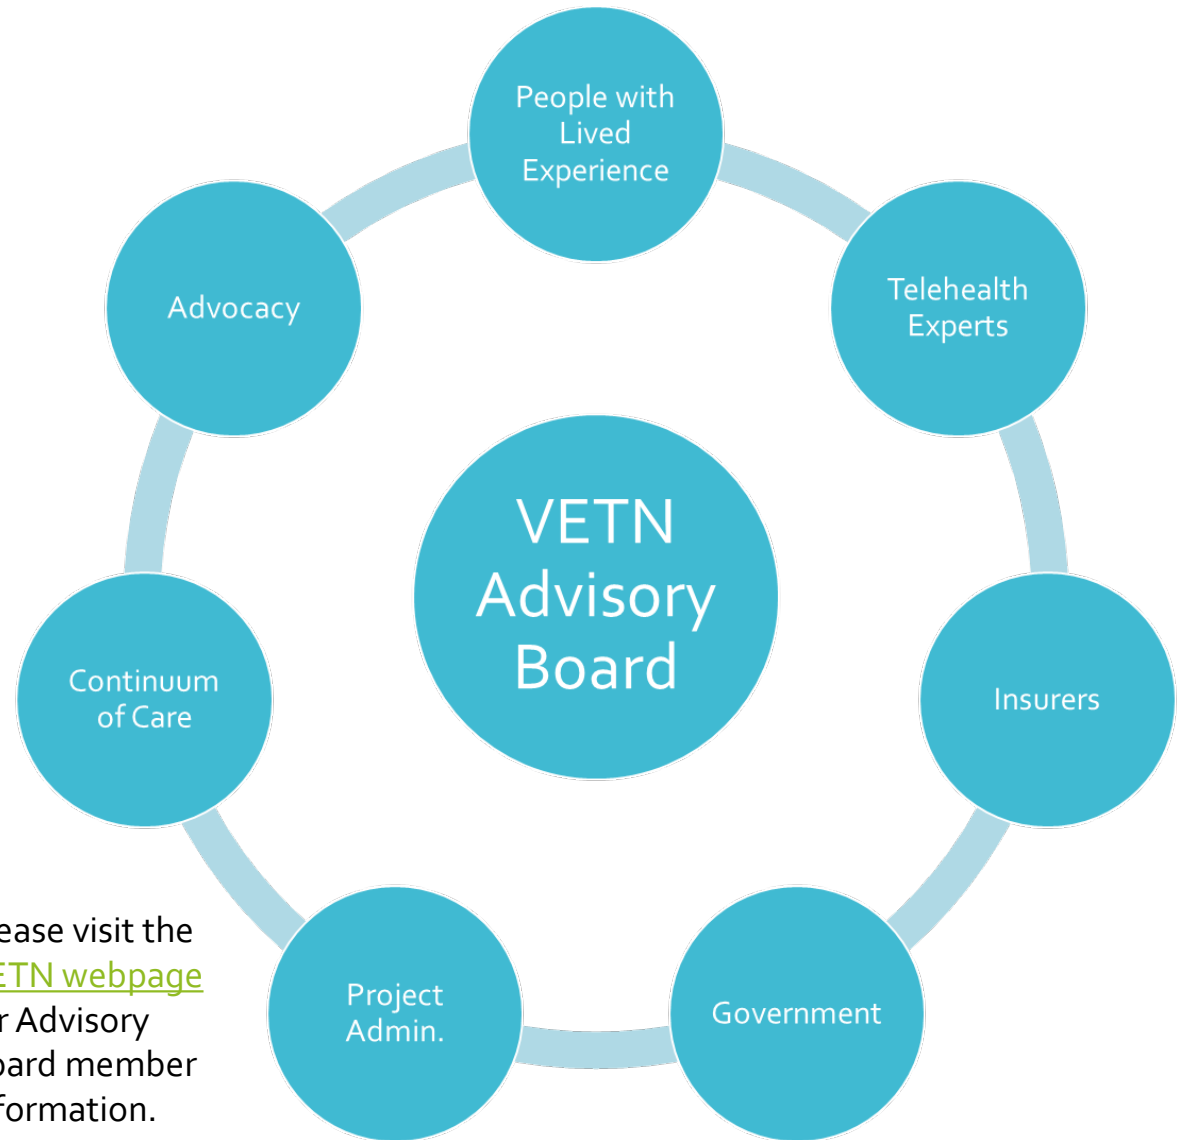 People with
Lived
Experience
Telehealth
Experts
Advocacy
VETN
Advisory
Board
Continuum
of Care
Insurers
Project
Admin.
Government
ease visit the
ETN webpage
r Advisory
oard member
formation.